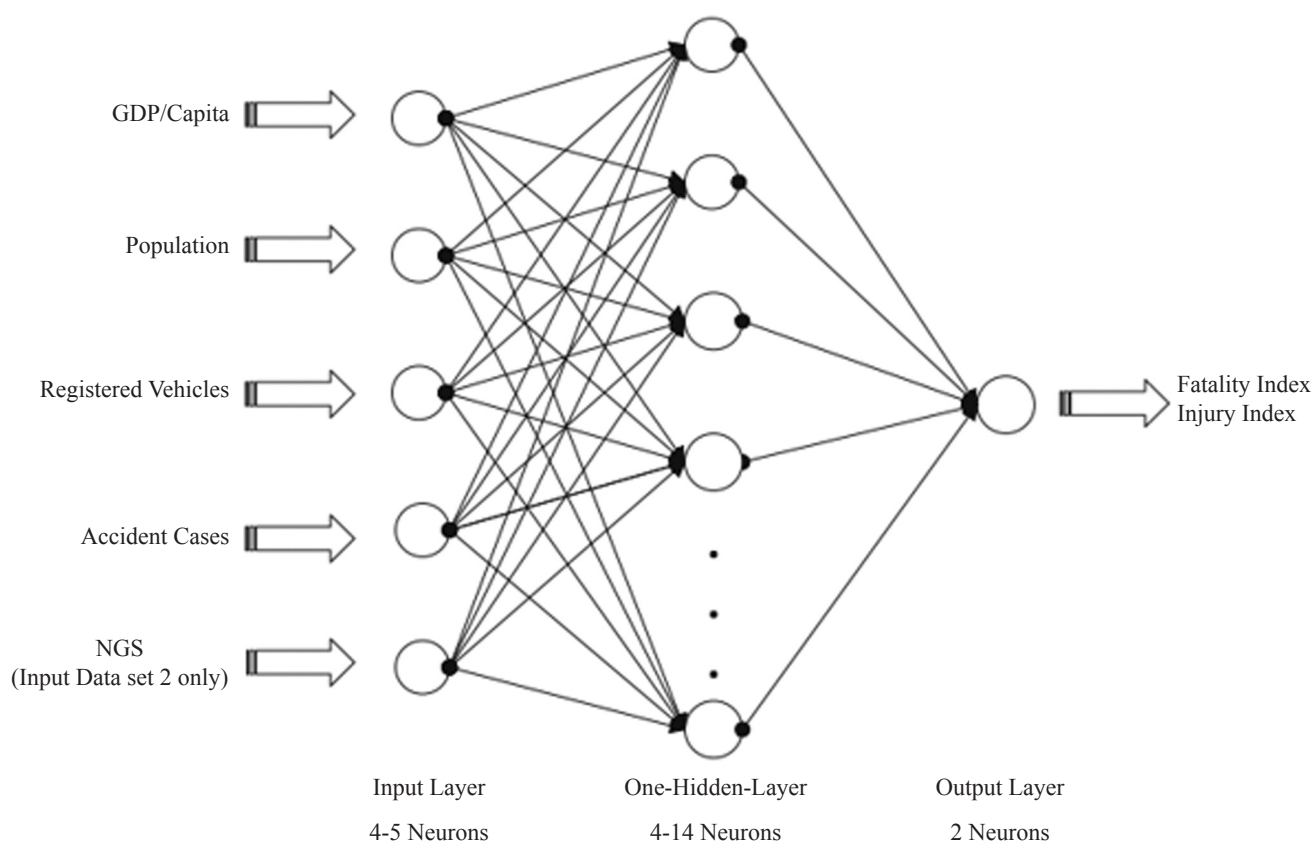 GDP/Capita
Population
Registered Vehicles
Accident Cases
NGS
(Input Data set 2 only)
Fatality Index
Injury Index
Input Layer
4-5 Neurons
One-Hidden-Layer
4-14 Neurons
Output Layer
2 Neurons